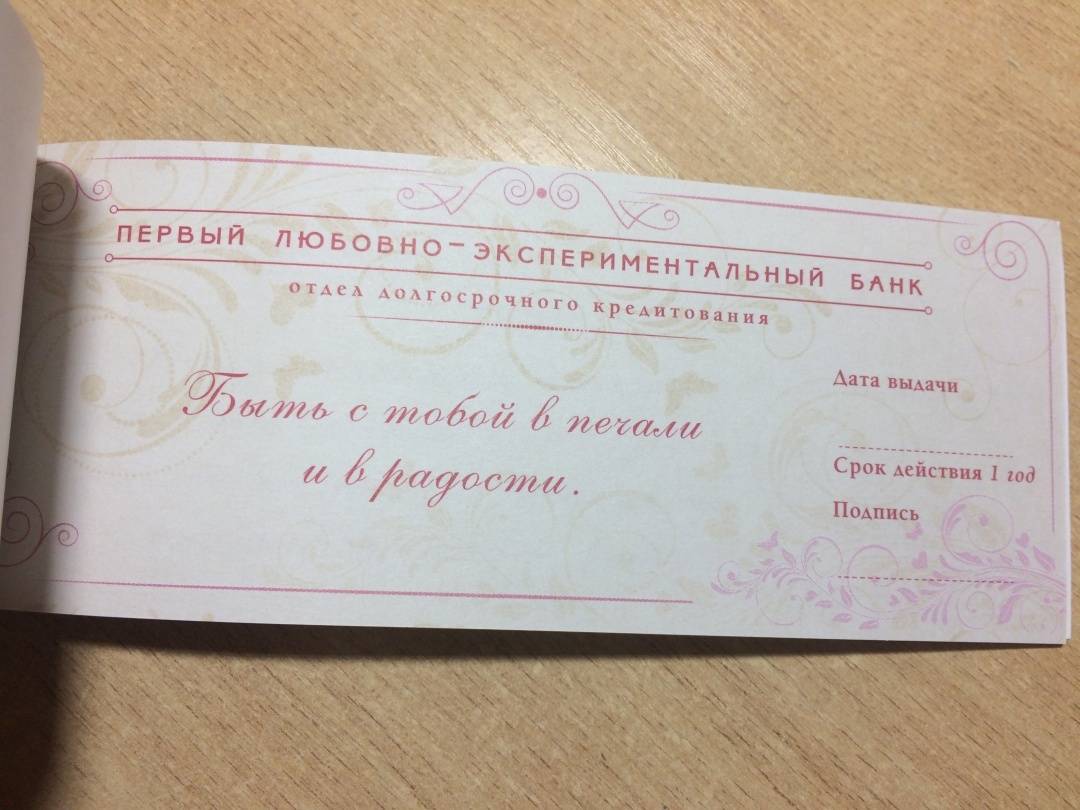 ПЕРВЫЙ ЛЮБОВНО-ЭКСПЕРИМЕНТАЛЬНЫЙ БАНК
отдел долгосрочного кредитования
Быть с тобой в печали
и в радости.
Дата выдачи
Срок действия 1 год
Подпись